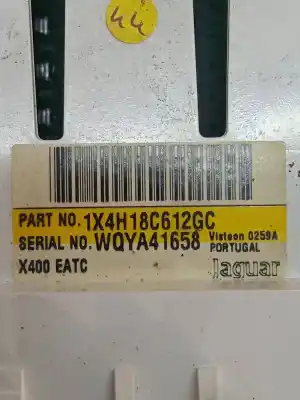 44
PART NO. 1X4H18C612GC
SERIAL NO. WQYA41658 Visteon 0259A
PORTUGAL
X400 EATC Jaguar